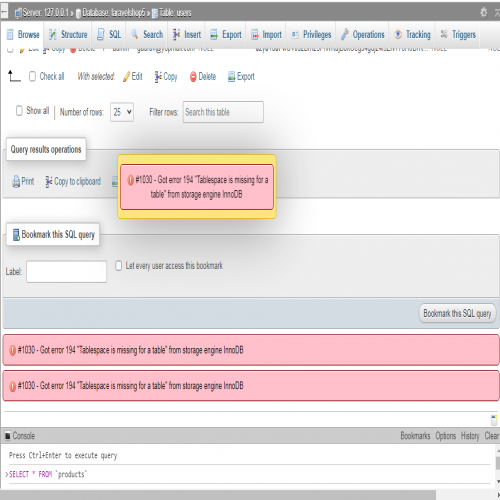 Server: 127.0.0.1 » Database: laravelshop5 » Table: users
Browse Structure SQL Search Insert Export Import Privileges Operations Tracking Triggers
Edit Copy Delete
Check all With selected: Edit Copy Delete Export
Show all Number of rows: 25 Filter rows: Search this table
Query results operations
Print Copy to clipboard
#1030 - Got error 194 "Tablespace is missing for a
table" from storage engine InnoDB
Bookmark this SQL query
Label: Let every user access this bookmark
Bookmark this SQL query
#1030 - Got error 194 "Tablespace is missing for a table" from storage engine InnoDB
#1030 - Got error 194 "Tablespace is missing for a table" from storage engine InnoDB
Console Bookmarks Options History Clear
Press Ctrl+Enter to execute query
>SELECT * FROM `products`